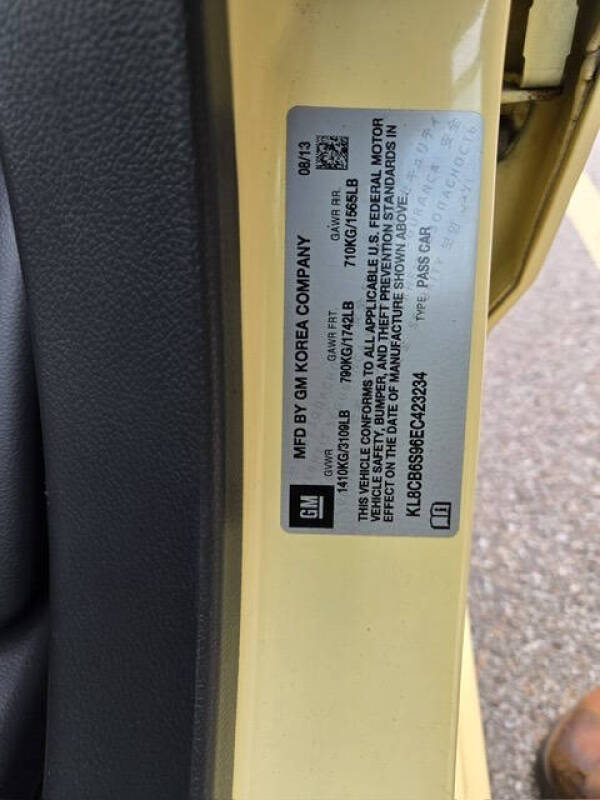 MFD BY GM KOREA COMPANY 08/13
GVWR GAWR FRT GAWR RR
1410KG/3109LB 790KG/1742LB 710KG/1565LB
THIS VEHICLE CONFORMS TO ALL APPLICABLE U.S. FEDERAL MOTOR
VEHICLE SAFETY, BUMPER, AND THEFT PREVENTION STANDARDS IN
EFFECT ON THE DATE OF MANUFACTURE SHOWN ABOVE.
KL8CB6S96EC423234 TYPE: PASS CAR
GM